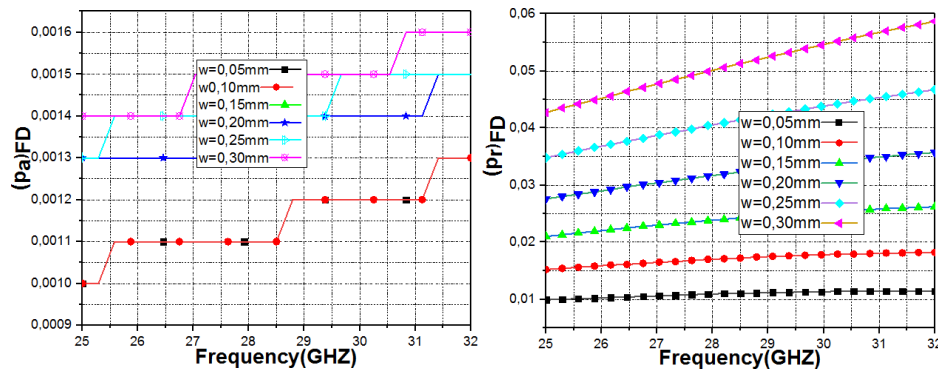 0,0016
0,0015
0,0014
0,0013
0,0012
0,0011
0,0010
0,0009
(pa)FD
w=0,05mm
w0,10mm
w=0,15mm
w=0,20mm
w=0,25mm
w=0,30mm
25 26 27 28 29 30 31 32
Frequency(GHZ)
0,06
0,05
0,04
0,03
0,02
0,01
(pr)FD
w=0,05mm
w=0,10mm
w=0,15mm
w=0,20mm
w=0,25mm
w=0,30mm
25 26 27 28 29 30 31 32
Frequency(GHZ)